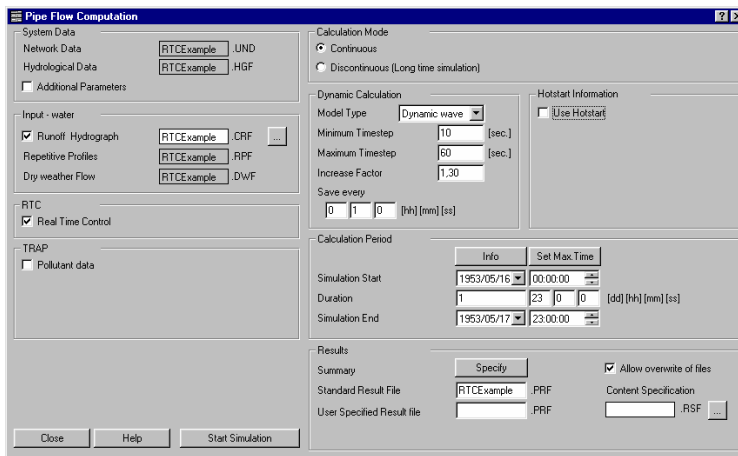 Pipe Flow Computation
System Data
Network Data RTCExample .UND
Hydrological Data RTCExample .HGF
Additional Parameters
Input - water
Runoff Hydrograph RTCExample .CRF ...
Repetitive Profiles RTCExample .RPF
Dry weather Flow RTCExample .DWF
RTC
Real Time Control
TRAP
Pollutant data
Close Help Start Simulation
Calculation Mode
Continuous
Discontinuous (Long time simulation)
Dynamic Calculation
Model Type Dynamic wave
Minimum Timestep 10 [sec.]
Maximum Timestep 60 [sec.]
Increase Factor 1,30
Save every
0 1 0 [hh] [mm] [ss]
Hotstart Information
Use Hotstart
Calculation Period
Info Set Max.Time
Simulation Start 1953/05/16 00:00:00
Duration 1 23 0 0 [dd] [hh] [mm] [ss]
Simulation End 1953/05/17 23:00:00
Results
Summary Specify Allow overwrite of files
Standard Result File RTCExample .PRF Content Specification
User Specified Result file .PRF .RSF ...